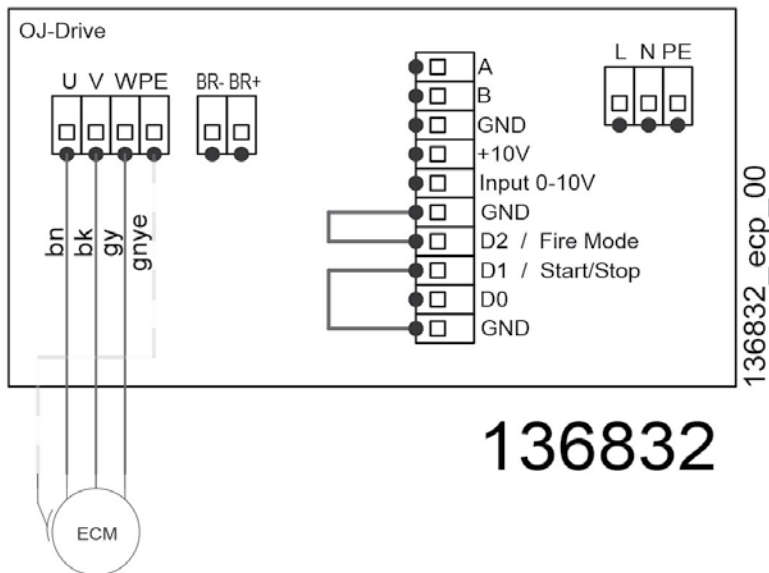 OJ-Drive
U V W PE
BR- BR+
L N PE
A
B
GND
+10V
Input 0-10V
GND
D2 / Fire Mode
D1 / Start/Stop
D0
GND
bn
bk
gy
gnye
ECM
136832_ecp_00
136832